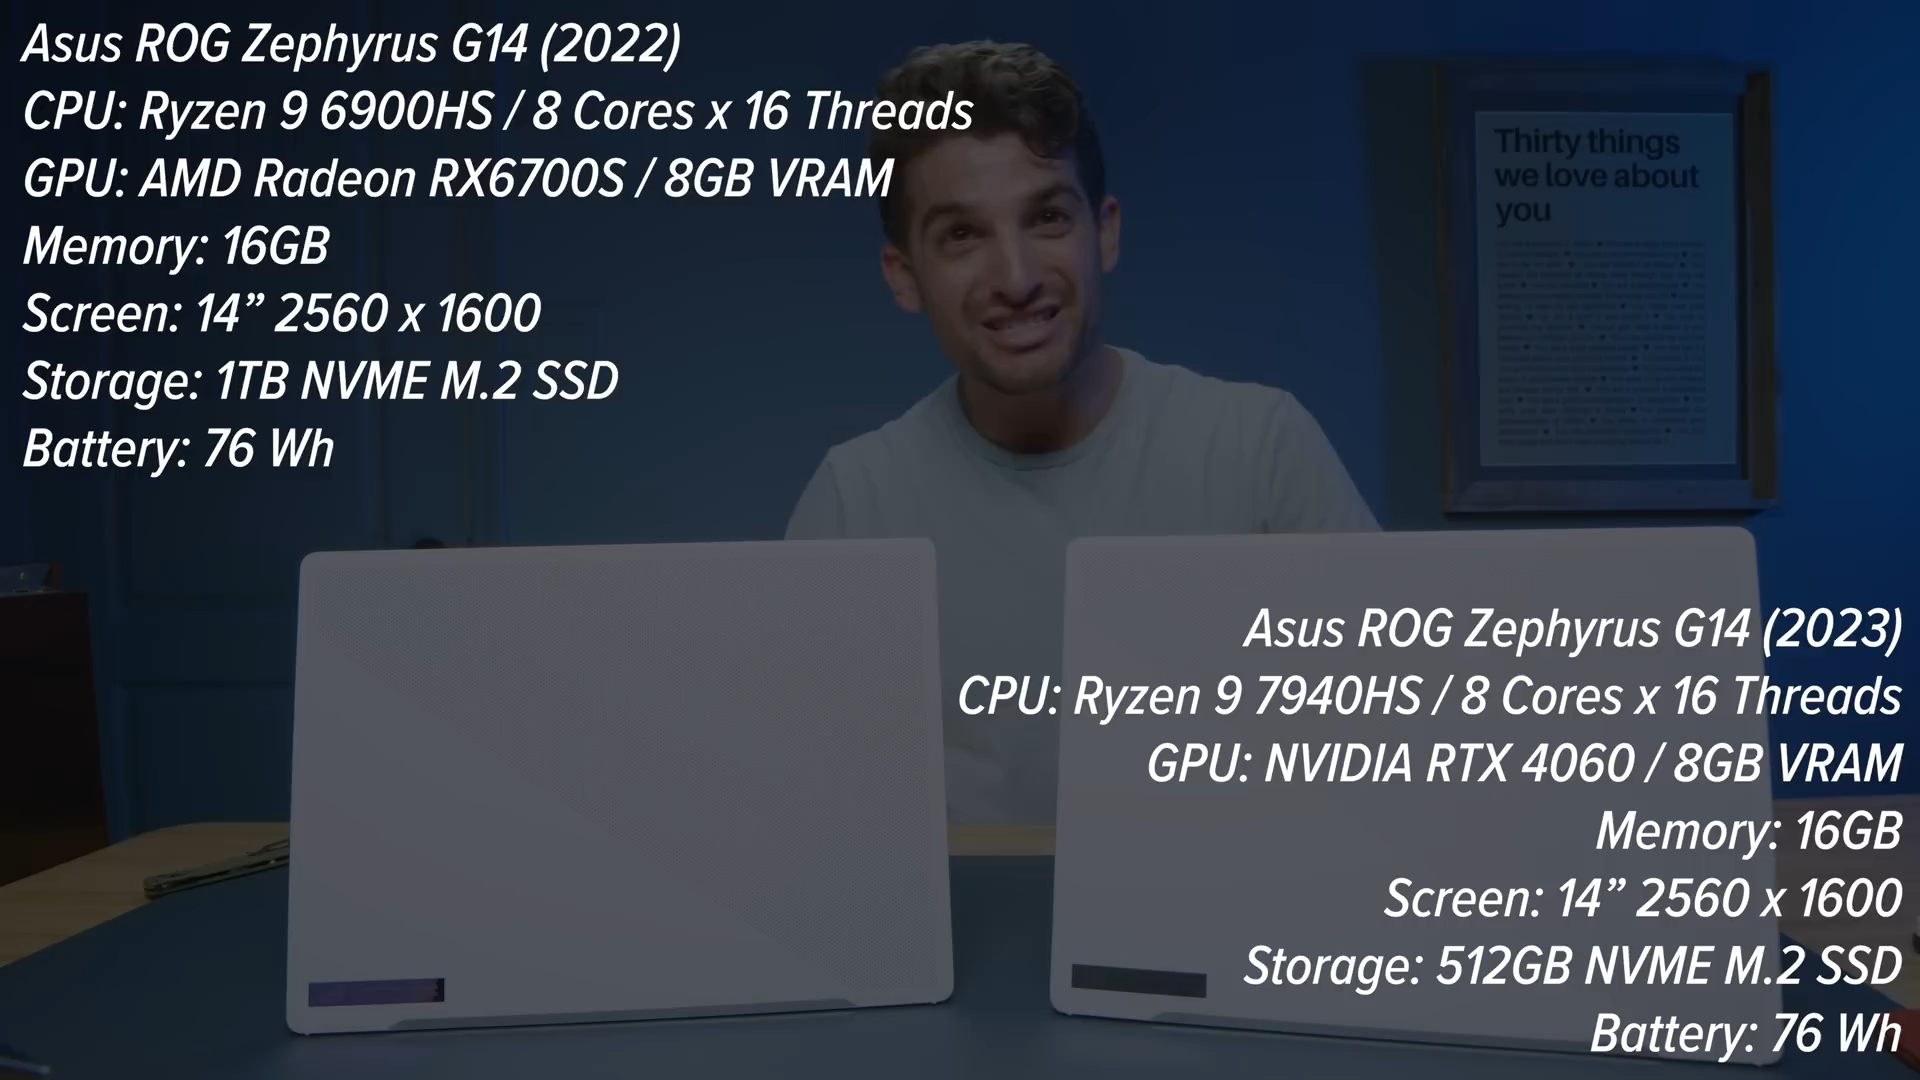 Asus ROG Zephyrus G14 (2022)
CPU: Ryzen 9 6900HS / 8 Cores x 16 Threads
GPU: AMD Radeon RX6700S / 8GB VRAM
Memory: 16GB
Screen: 14” 2560 x 1600
Storage: 1TB NVME M.2 SSD
Battery: 76 Wh
Thirty things
we love about
you
Asus ROG Zephyrus G14 (2023)
CPU: Ryzen 9 7940HS / 8 Cores x 16 Threads
GPU: NVIDIA RTX 4060 / 8GB VRAM
Memory: 16GB
Screen: 14” 2560 x 1600
Storage: 512GB NVME M.2 SSD
Battery: 76 Wh